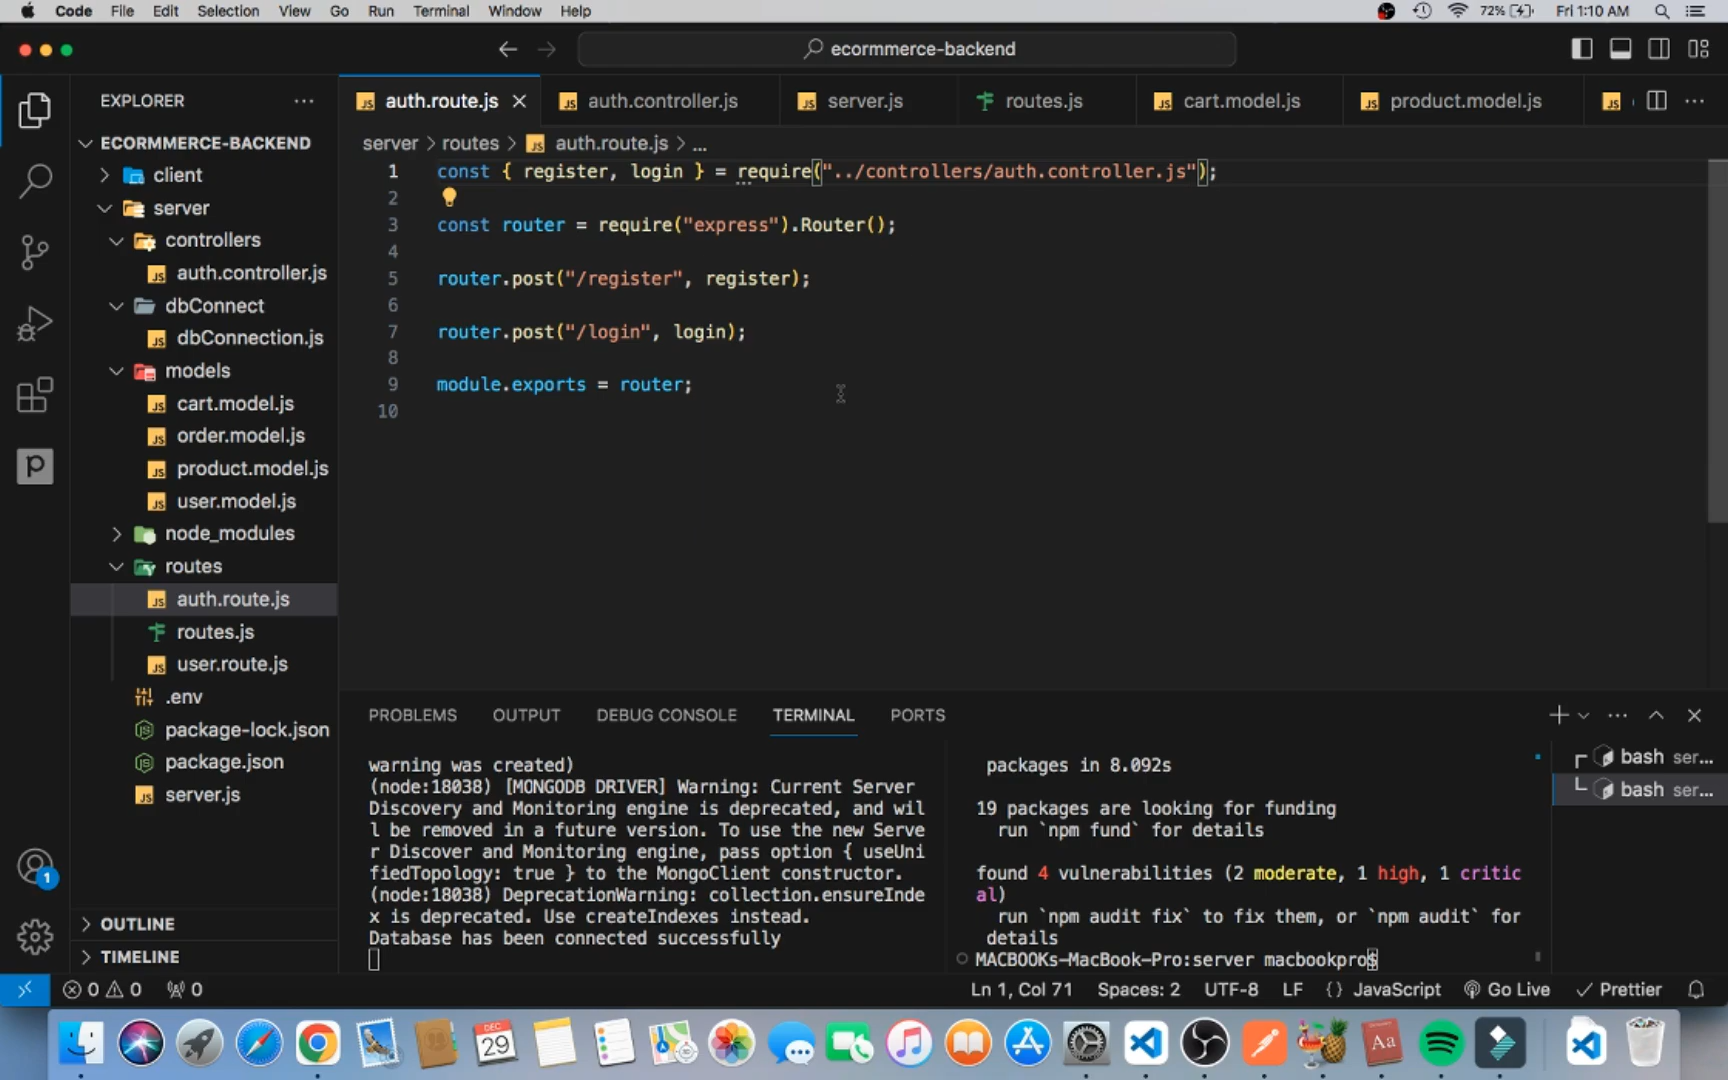 Code File Edit Selection View Go Run Terminal Window Help 72% Fri 1:10 AM
ecormmerce-backend
EXPLORER
auth.route.js auth.controller.js server.js routes.js cart.model.js product.model.js
ECORMMERCE-BACKEND
server > routes > auth.route.js > ...
client
server
controllers
auth.controller.js
dbConnect
dbConnection.js
models
cart.model.js
order.model.js
product.model.js
user.model.js
node_modules
routes
auth.route.js
routes.js
user.route.js
.env
package-lock.json
package.json
server.js
OUTLINE
TIMELINE
1 const { register, login } = require("../controllers/auth.controller.js");
2
3 const router = require("express").Router();
4
5 router.post("/register", register);
6
7 router.post("/login", login);
8
9 module.exports = router;
10
PROBLEMS OUTPUT DEBUG CONSOLE TERMINAL PORTS
warning was created)
(node:18038) [MONGODB DRIVER] Warning: Current Server
Discovery and Monitoring engine is deprecated, and wil
l be removed in a future version. To use the new Serve
r Discover and Monitoring engine, pass option { useUni
fiedTopology: true } to the MongoClient constructor.
(node:18038) DeprecationWarning: collection.ensureInde
x is deprecated. Use createIndexes instead.
Database has been connected successfully
packages in 8.092s
19 packages are looking for funding
run `npm fund` for details
found 4 vulnerabilities (2 moderate, 1 high, 1 critic
al)
run `npm audit fix` to fix them, or `npm audit` for
details
MACBOOKs-MacBook-Pro:server macbookpro$
bash ser...
bash ser...
1
0 0 0 Ln 1, Col 71 Spaces: 2 UTF-8 LF {} JavaScript Go Live Prettier
DEC
29
Aa